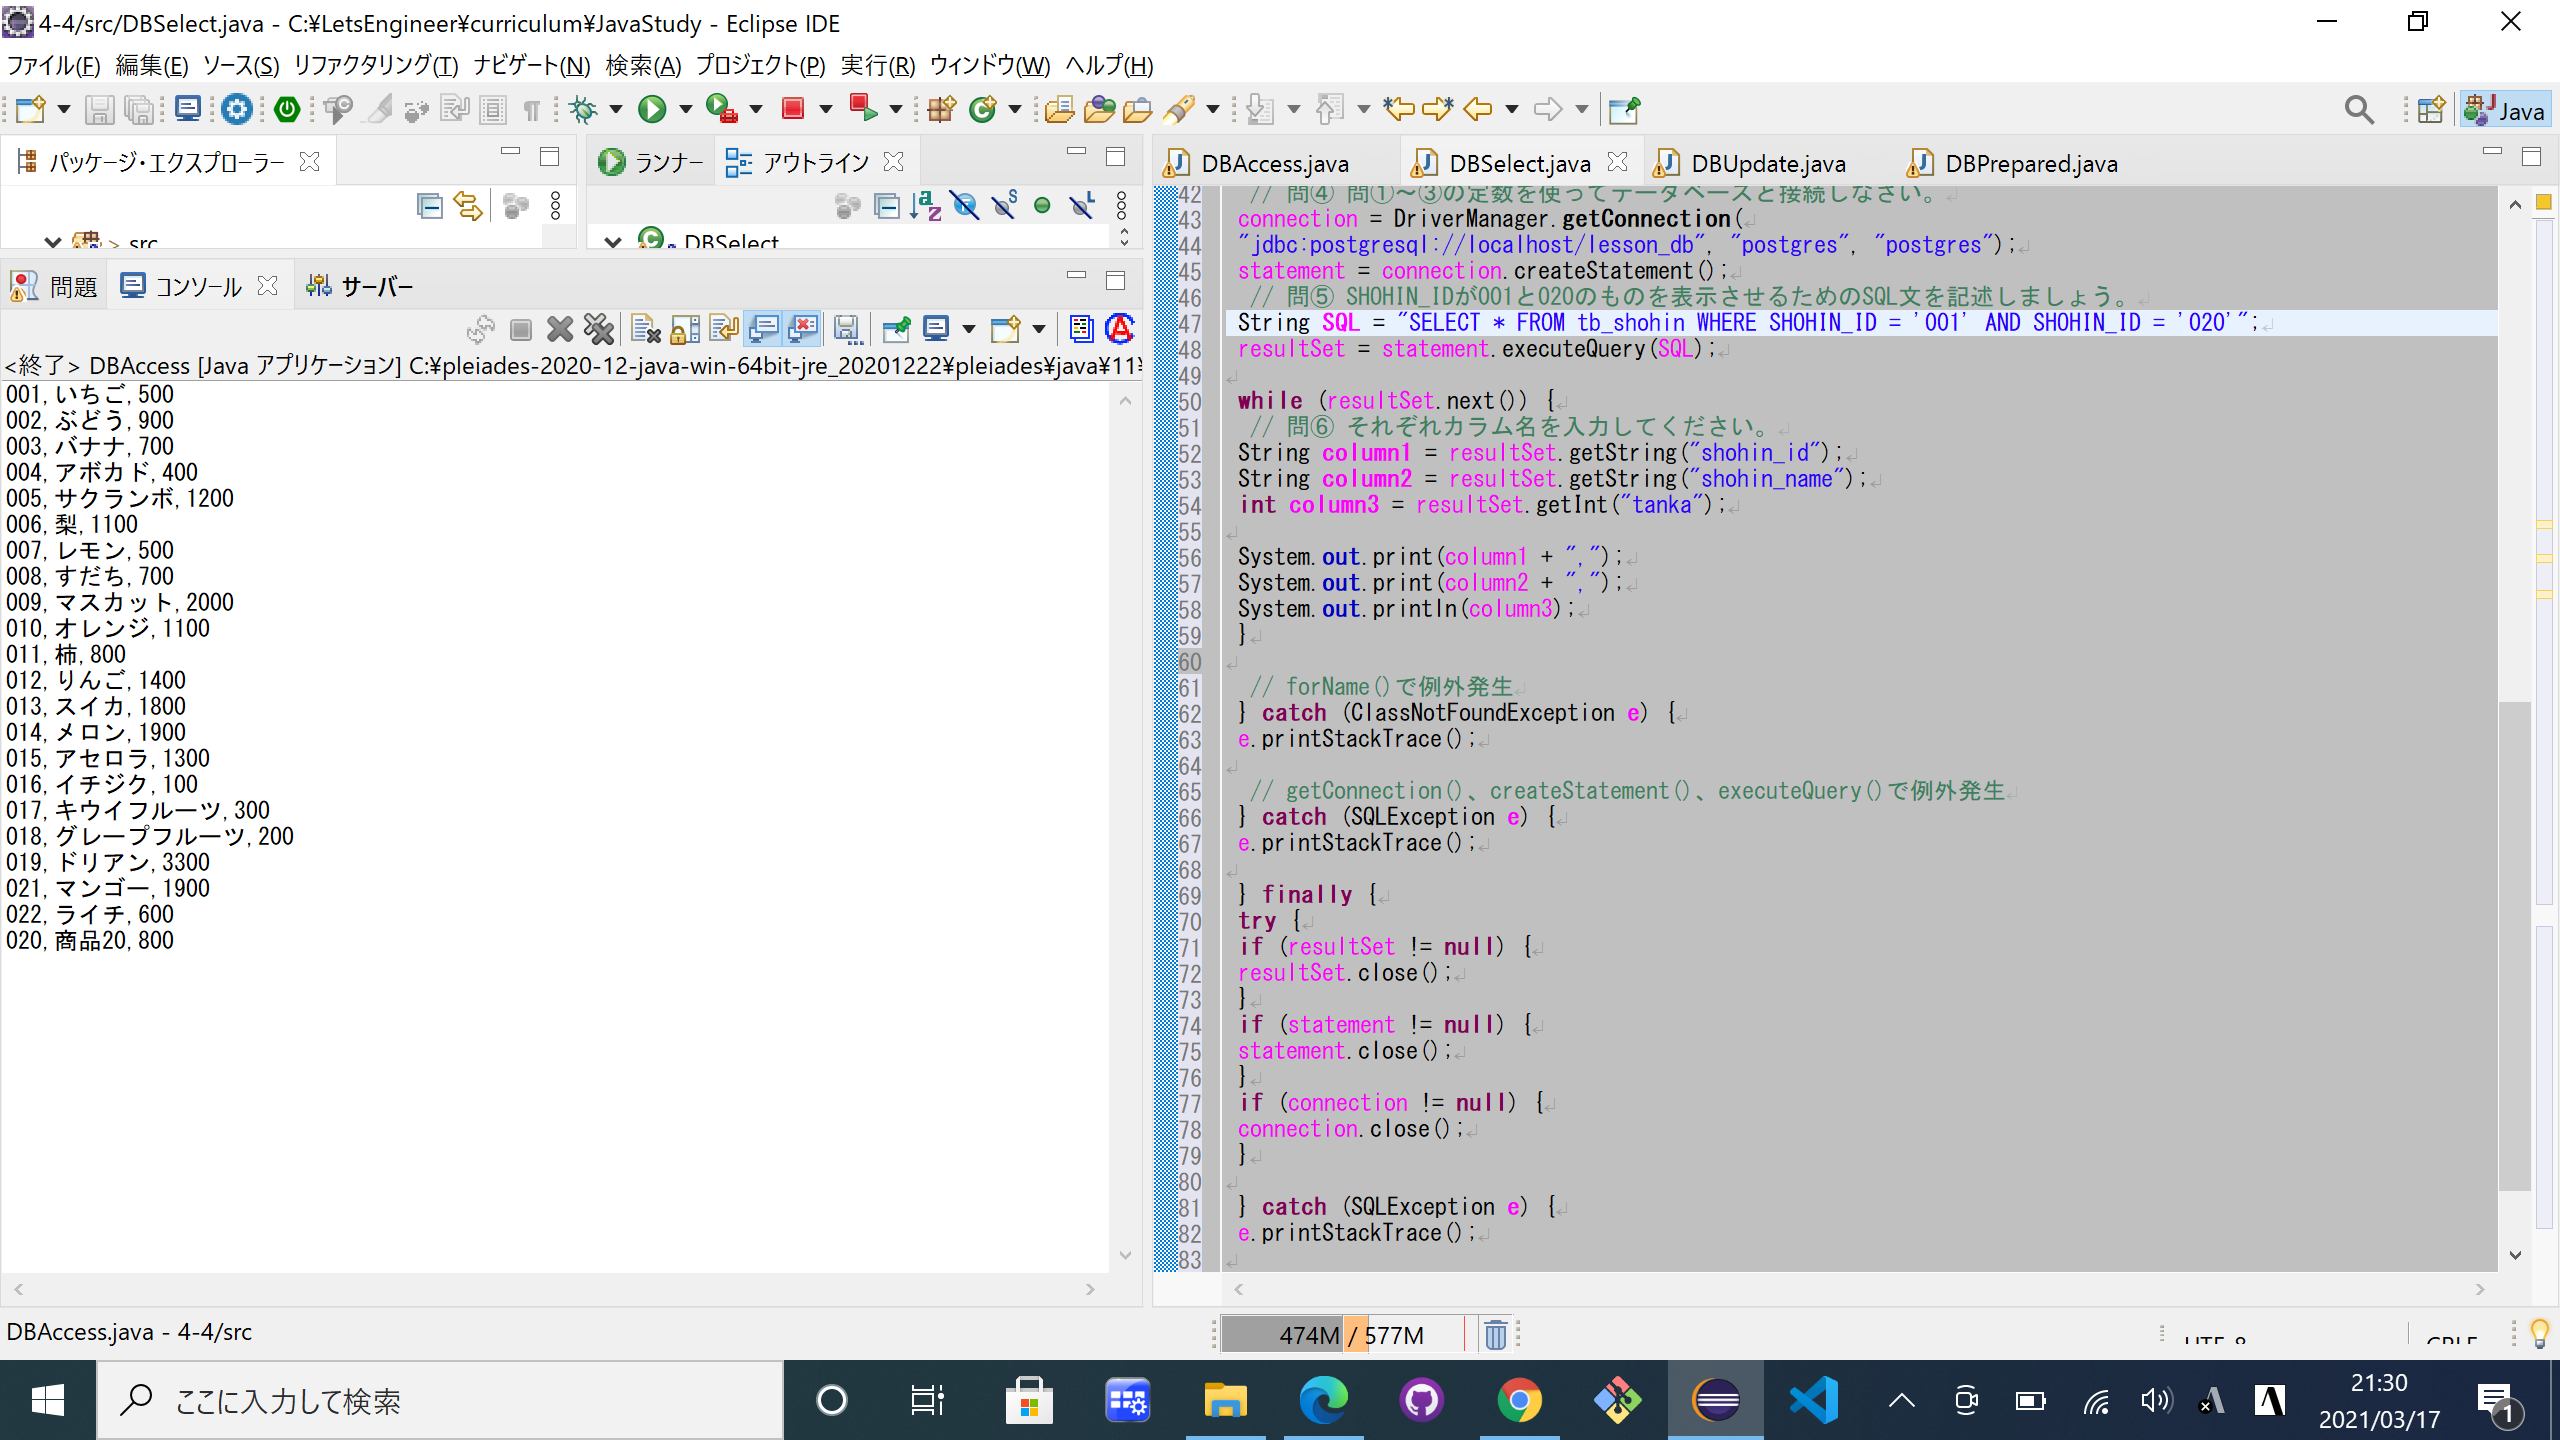 4-4/src/DBSelect.java - C:¥LetsEngineer¥curriculum¥JavaStudy - Eclipse IDE
ファイル(F) 編集(E) ソース(S) リファクタリング(T) ナビゲート(N) 検索(A) プロジェクト(P) 実行(R) ウィンドウ(W) ヘルプ(H)
Java
パッケージ・エクスプローラー
> src
ランナー
アウトライン
DBSelect
問題
コンソール
サーバー
<終了> DBAccess [Java アプリケーション] C:¥pleiades-2020-12-java-win-64bit-jre_20201222¥pleiades¥java¥11¥
001,いちご,500
002,ぶどう,900
003,バナナ,700
004,アボカド,400
005,サクランボ,1200
006,梨,1100
007,レモン,500
008,すだち,700
009,マスカット,2000
010,オレンジ,1100
011,柿,800
012,りんご,1400
013,スイカ,1800
014,メロン,1900
015,アセロラ,1300
016,イチジク,100
017,キウイフルーツ,300
018,グレープフルーツ,200
019,ドリアン,3300
021,マンゴー,1900
022,ライチ,600
020,商品20,800
DBAccess.java
DBSelect.java
DBUpdate.java
DBPrepared.java
42 // 問④ 問①～③の定数を使ってデータベースと接続しなさい。
43 connection = DriverManager.getConnection(
44 "jdbc:postgresql://localhost/lesson_db", "postgres", "postgres");
45 statement = connection.createStatement();
46 // 問⑤ SHOHIN_IDが001と020のものを表示させるためのSQL文を記述しましょう。
47 String SQL = "SELECT * FROM tb_shohin WHERE SHOHIN_ID = '001' AND SHOHIN_ID = '020'";
48 resultSet = statement.executeQuery(SQL);
49
50 while (resultSet.next()) {
51 // 問⑥ それぞれカラム名を入力してください。
52 String column1 = resultSet.getString("shohin_id");
53 String column2 = resultSet.getString("shohin_name");
54 int column3 = resultSet.getInt("tanka");
55
56 System.out.print(column1 + ",");
57 System.out.print(column2 + ",");
58 System.out.println(column3);
59 }
60
61 // forName()で例外発生
62 } catch (ClassNotFoundException e) {
63 e.printStackTrace();
64
65 // getConnection()、createStatement()、executeQuery()で例外発生
66 } catch (SQLException e) {
67 e.printStackTrace();
68
69 } finally {
70 try {
71 if (resultSet != null) {
72 resultSet.close();
73 }
74 if (statement != null) {
75 statement.close();
76 }
77 if (connection != null) {
78 connection.close();
79 }
80
81 } catch (SQLException e) {
82 e.printStackTrace();
83
DBAccess.java - 4-4/src
474M / 577M
UTF-8
CRLF
ここに入力して検索
21:30
2021/03/17
1